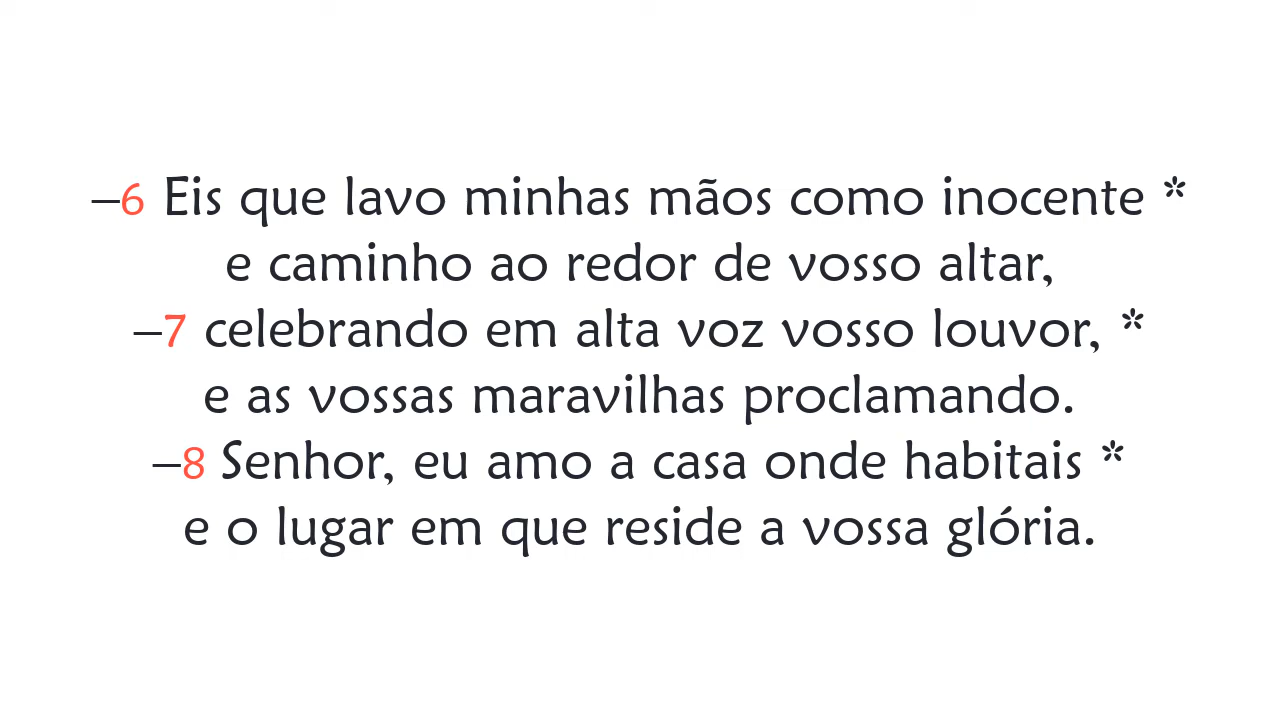 –6 Eis que lavo minhas mãos como inocente *
e caminho ao redor de vosso altar,
–7 celebrando em alta voz vosso louvor, *
e as vossas maravilhas proclamando.
–8 Senhor, eu amo a casa onde habitais *
e o lugar em que reside a vossa glória.